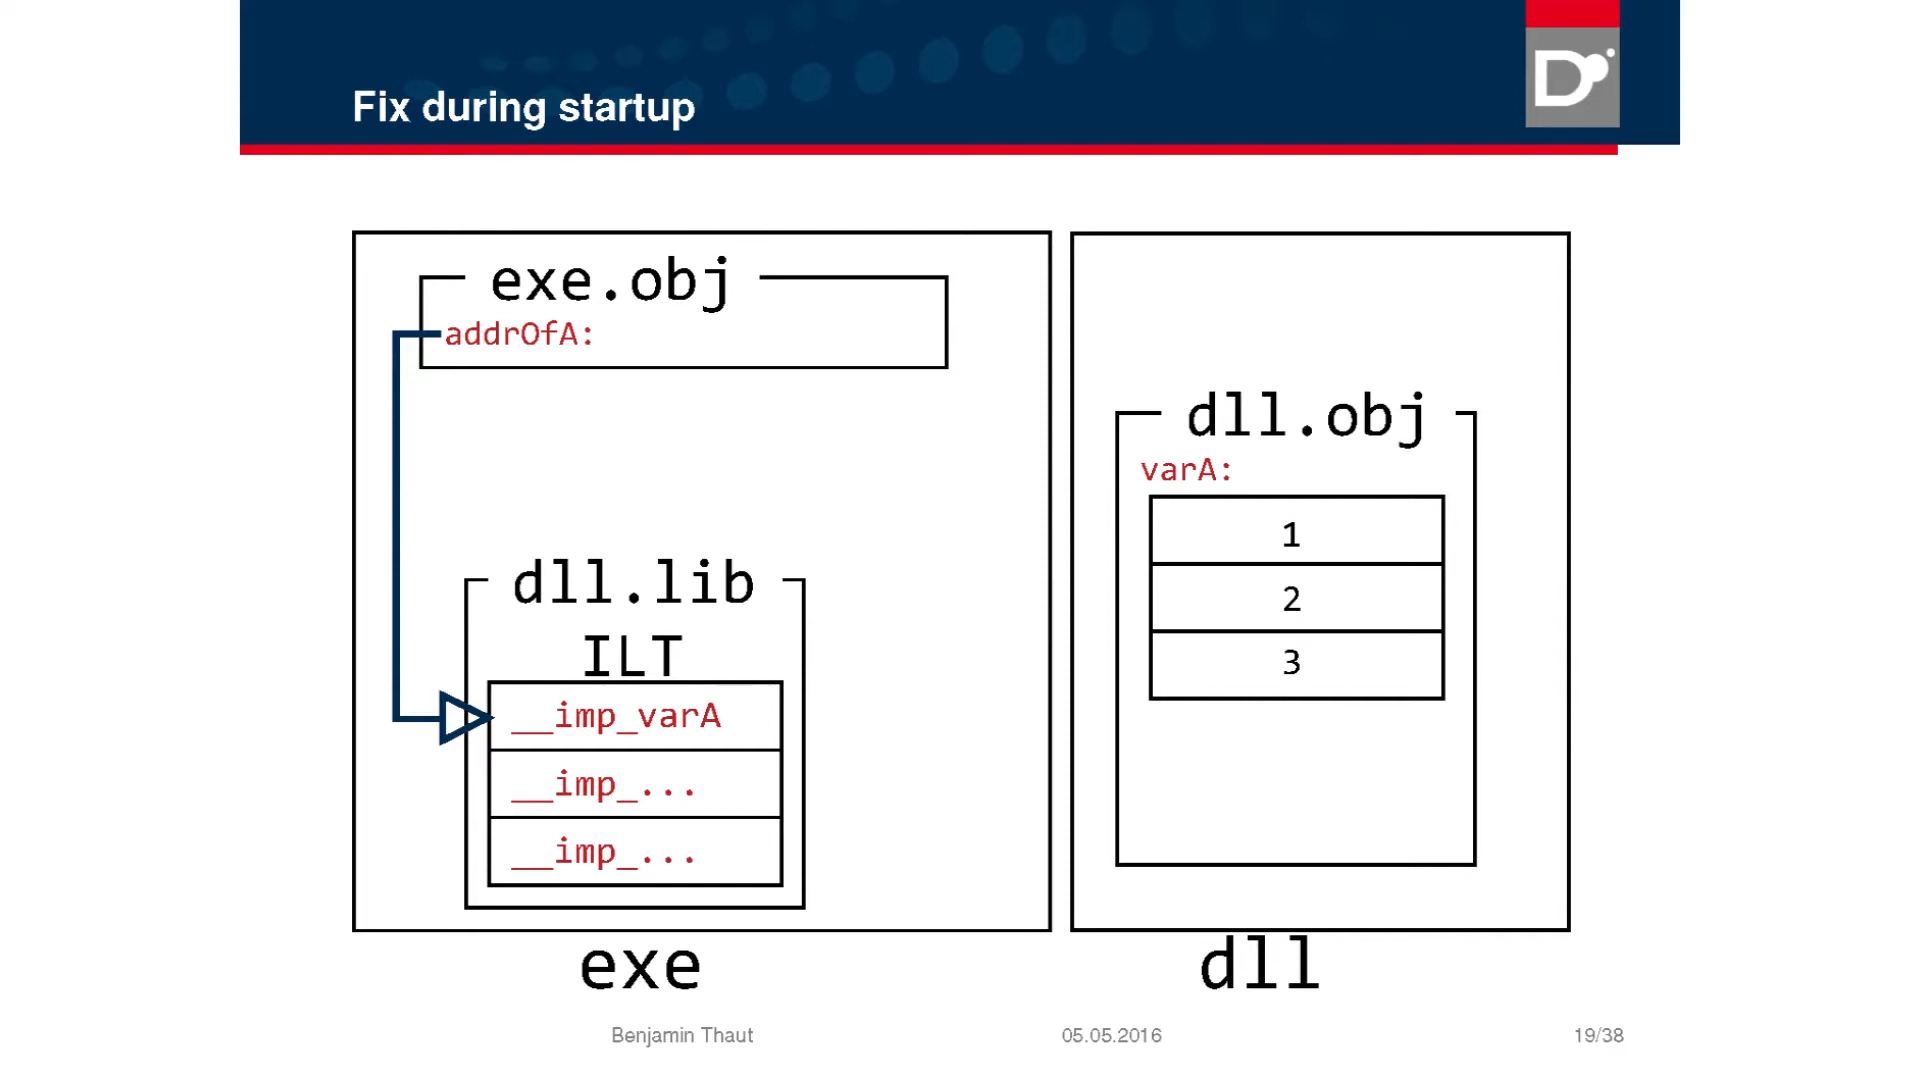 Fix during startup
D
exe.obj
addrOfA:
dll.lib
ILT
__imp_varA
__imp_...
__imp_...
exe
dll.obj
varA:
1
2
3
dll
Benjamin Thaut
05.05.2016
19/38